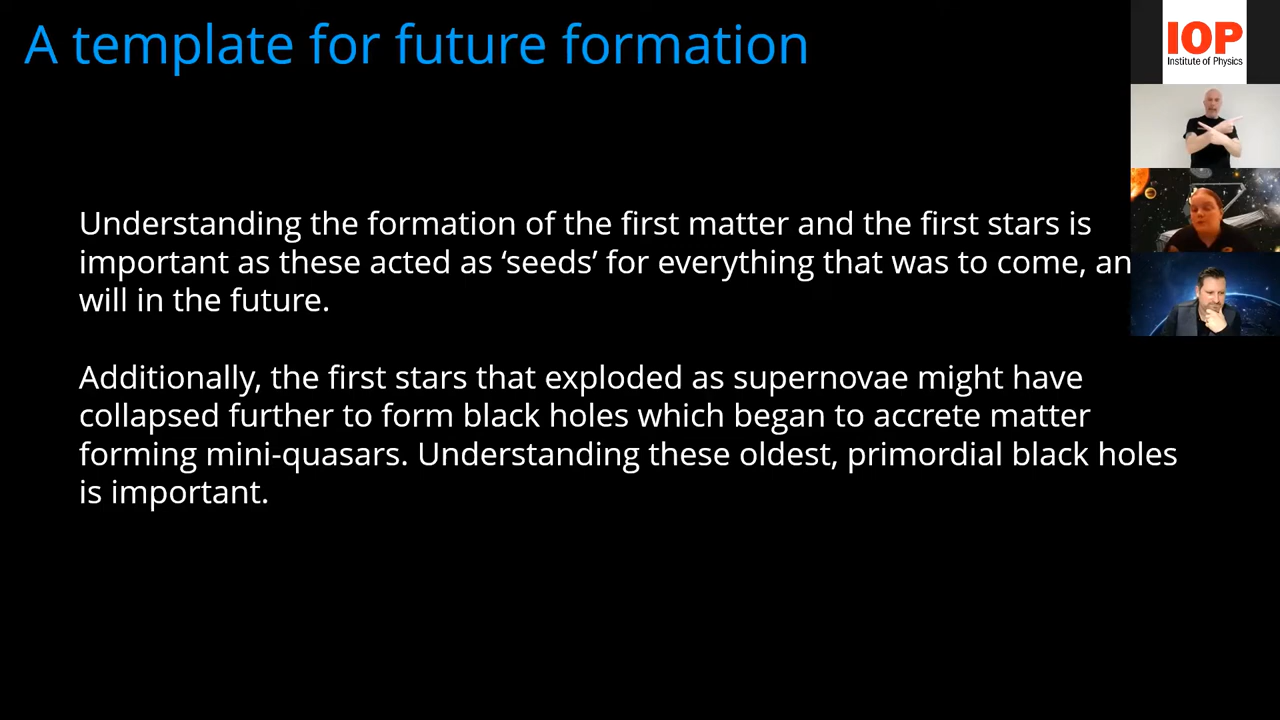 A template for future formation
IOP
Institute of Physics
Understanding the formation of the first matter and the first stars is
important as these acted as ‘seeds’ for everything that was to come, an
will in the future.
Additionally, the first stars that exploded as supernovae might have
collapsed further to form black holes which began to accrete matter
forming mini-quasars. Understanding these oldest, primordial black holes
is important.